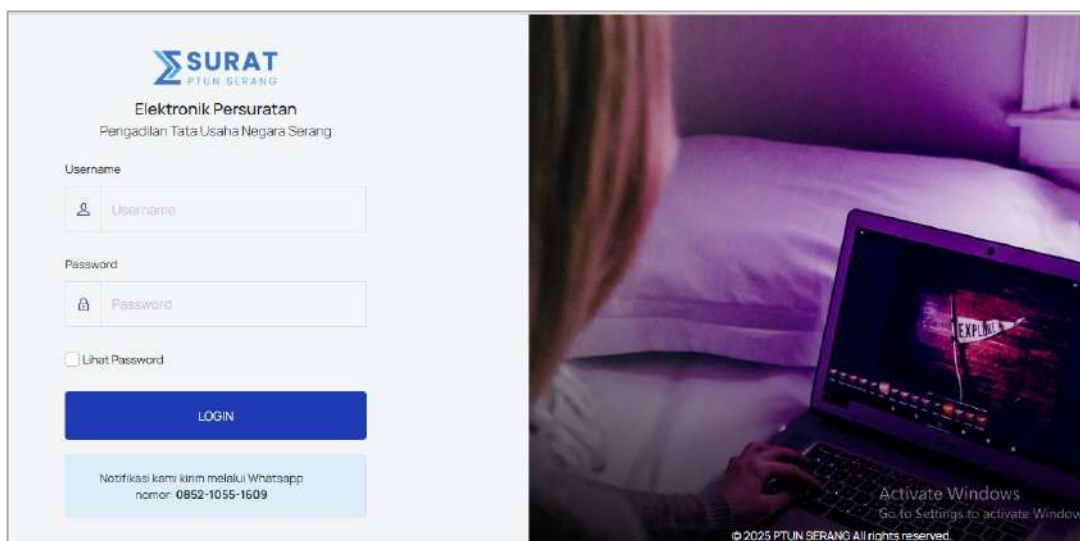 SURAT
PTUN SERANG
Elektronik Persuratan
Pengadilan Tata Usaha Negara Serang
Username
Username
Password
Password
Lihat Password
LOGIN
Notifikasi kami kirim melalui Whatsapp
nomor: 0852-1055-1609
EXPLORE
Activate Windows
Go to Settings to activate Window
© 2025 PTUN SERANG All rights reserved.